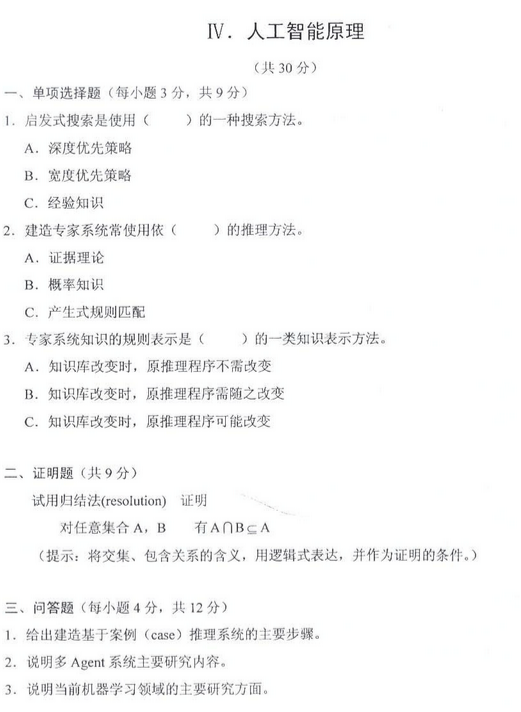 Ⅳ．人工智能原理
（共 30 分）
一、单项选择题（每小题 3 分，共 9 分）
1．启发式搜索是使用（　　）的一种搜索方法。
A．深度优先策略
B．宽度优先策略
C．经验知识
2．建造专家系统常使用依（　　）的推理方法。
A．证据理论
B．概率知识
C．产生式规则匹配
3．专家系统知识的规则表示是（　　）的一类知识表示方法。
A．知识库改变时，原推理程序不需改变
B．知识库改变时，原推理程序需随之改变
C．知识库改变时，原推理程序可能改变
二、证明题（共 9 分）
试用归结法(resolution)　证明
对任意集合 A，B　　有 A∩B⊆A
（提示：将交集、包含关系的含义，用逻辑式表达，并作为证明的条件。）
三、问答题（每小题 4 分，共 12 分）
1．给出建造基于案例（case）推理系统的主要步骤。
2．说明多 Agent 系统主要研究内容。
3．说明当前机器学习领域的主要研究方面。